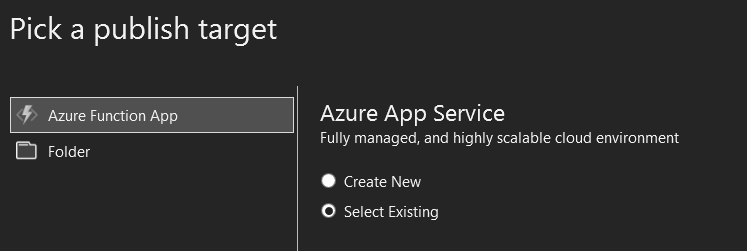 Pick a publish target
Azure Function App
Folder
Azure App Service
Fully managed, and highly scalable cloud environment
Create New
Select Existing